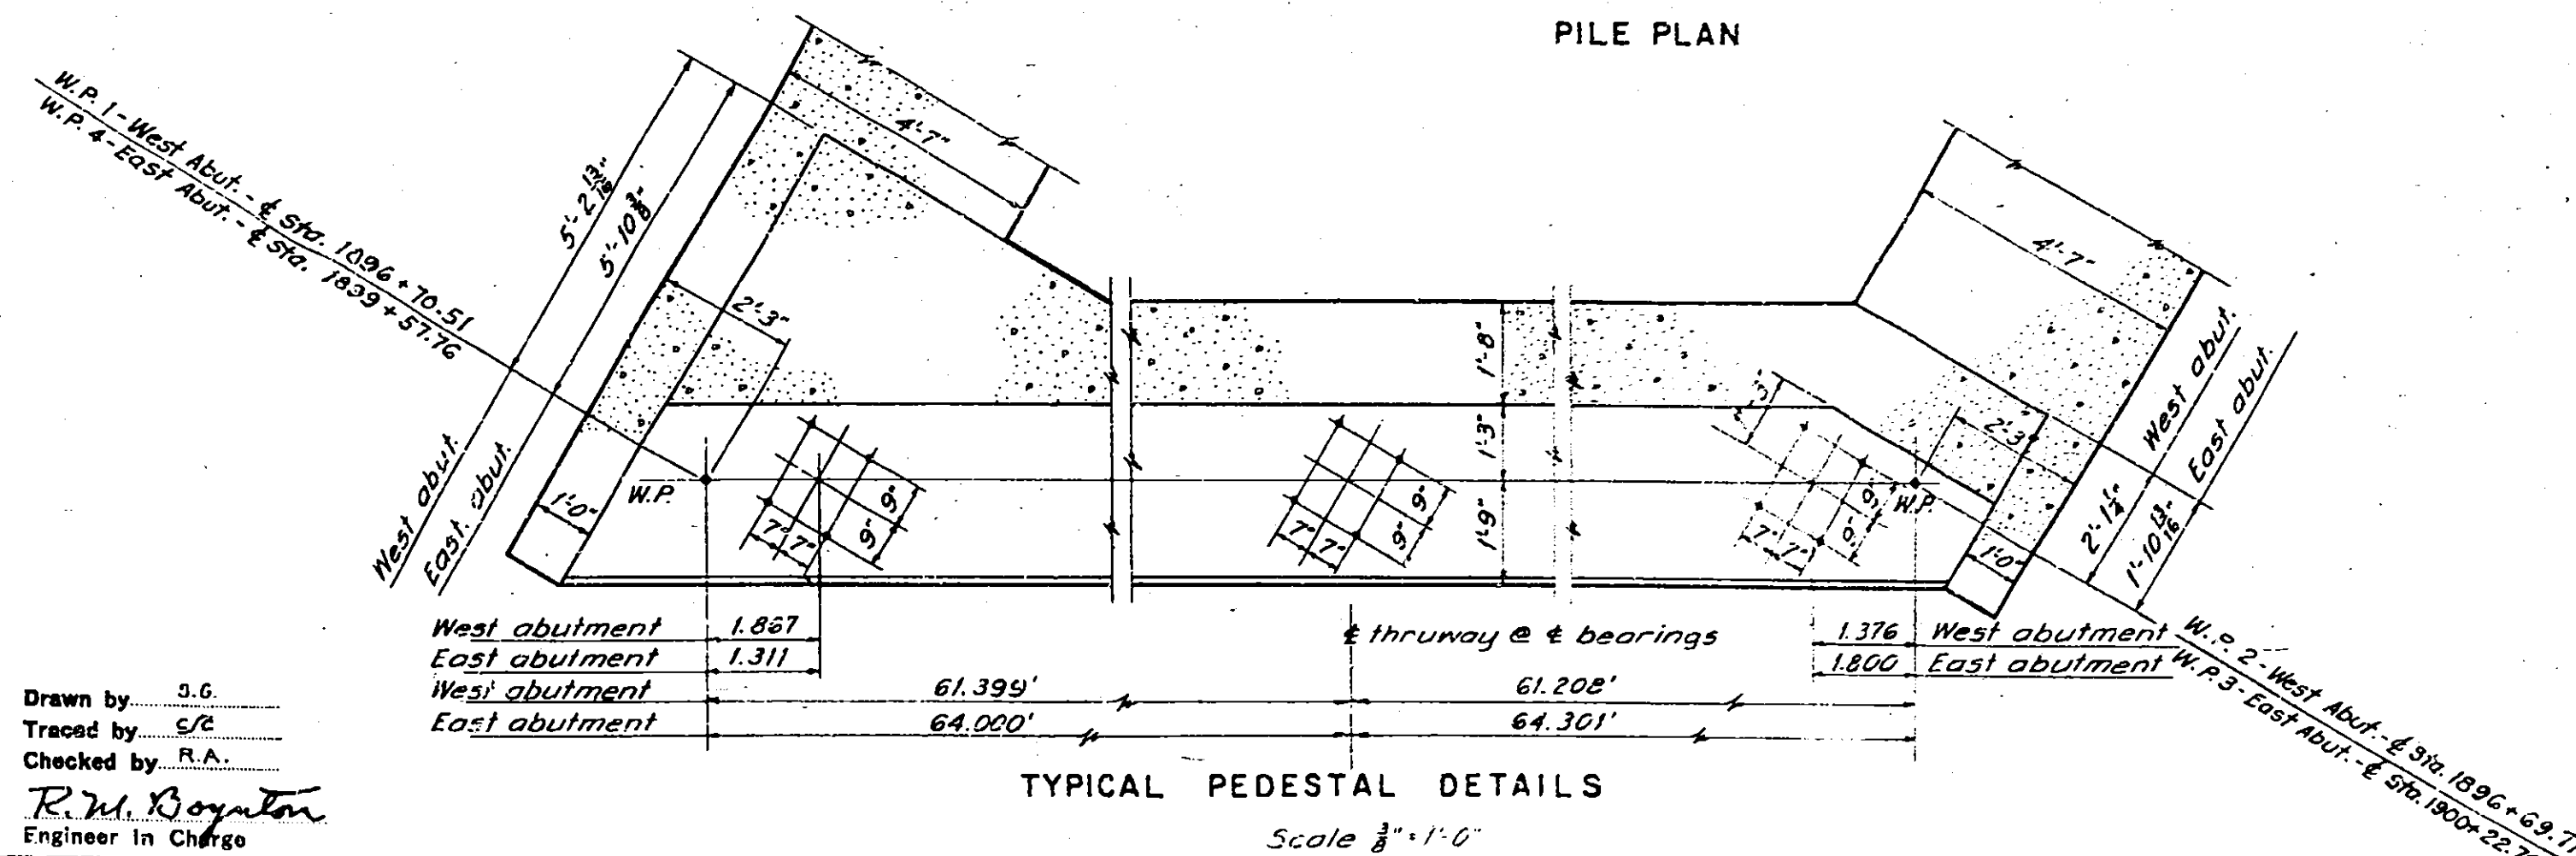 PILE PLAN
W.P. 1 - West Abut. - ℄ Sta. 1896 + 70.51
W.P. 4 - East Abut. - ℄ Sta. 1899 + 57.76
5'-2 13/16"
5'-10 3/8"
4'-7"
2'-3"
1'-0"
West abut.
East abut.
W.P.
7" 7"
9" 9"
1'-8"
1'-3"
1'-9"
7" 7"
9" 9"
7" 7"
9" 9"
W.P.
4'-7"
2'-3"
1'-0"
West abut.
East abut.
2'-1 1/4"
1'-10 13/16"
West abutment 1.867
East abutment 1.311
℄ thruway @ ℄ bearings
1.376 West abutment
1.800 East abutment
West abutment 61.399' 61.208'
East abutment 64.000' 64.301'
W.P. 2 - West Abut. - ℄ Sta. 1896 + 69.7
W.P. 3 - East Abut. - ℄ Sta. 1900 + 22.7
TYPICAL PEDESTAL DETAILS
Scale 3/8" = 1'-0"
Drawn by
Traced by
Checked by R.A.
R. M. Boynton
Engineer in Charge